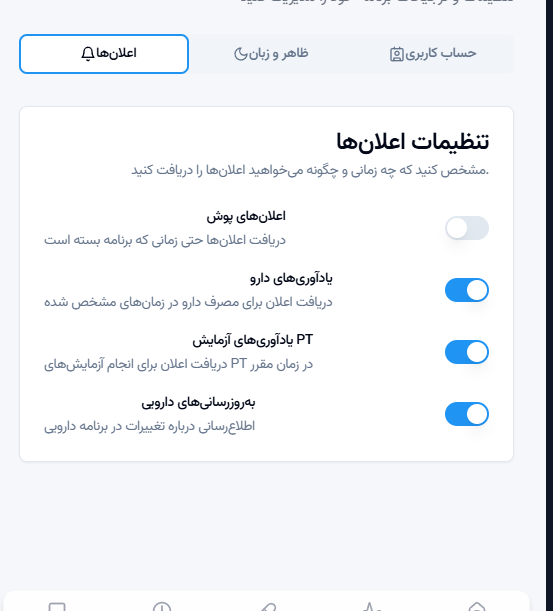 حساب کاربری
ظاهر و زبان
اعلان‌ها
تنظیمات اعلان‌ها
.مشخص کنید که چه زمانی و چگونه می‌خواهید اعلان‌ها را دریافت کنید
اعلان‌های پوش
دریافت اعلان‌ها حتی زمانی که برنامه بسته است
یادآوری‌های دارو
دریافت اعلان برای مصرف دارو در زمان‌های مشخص شده
PT یادآوری‌های آزمایش
در زمان مقرر PT دریافت اعلان برای انجام آزمایش‌های
به‌روزرسانی‌های دارویی
اطلاع‌رسانی درباره تغییرات در برنامه دارویی